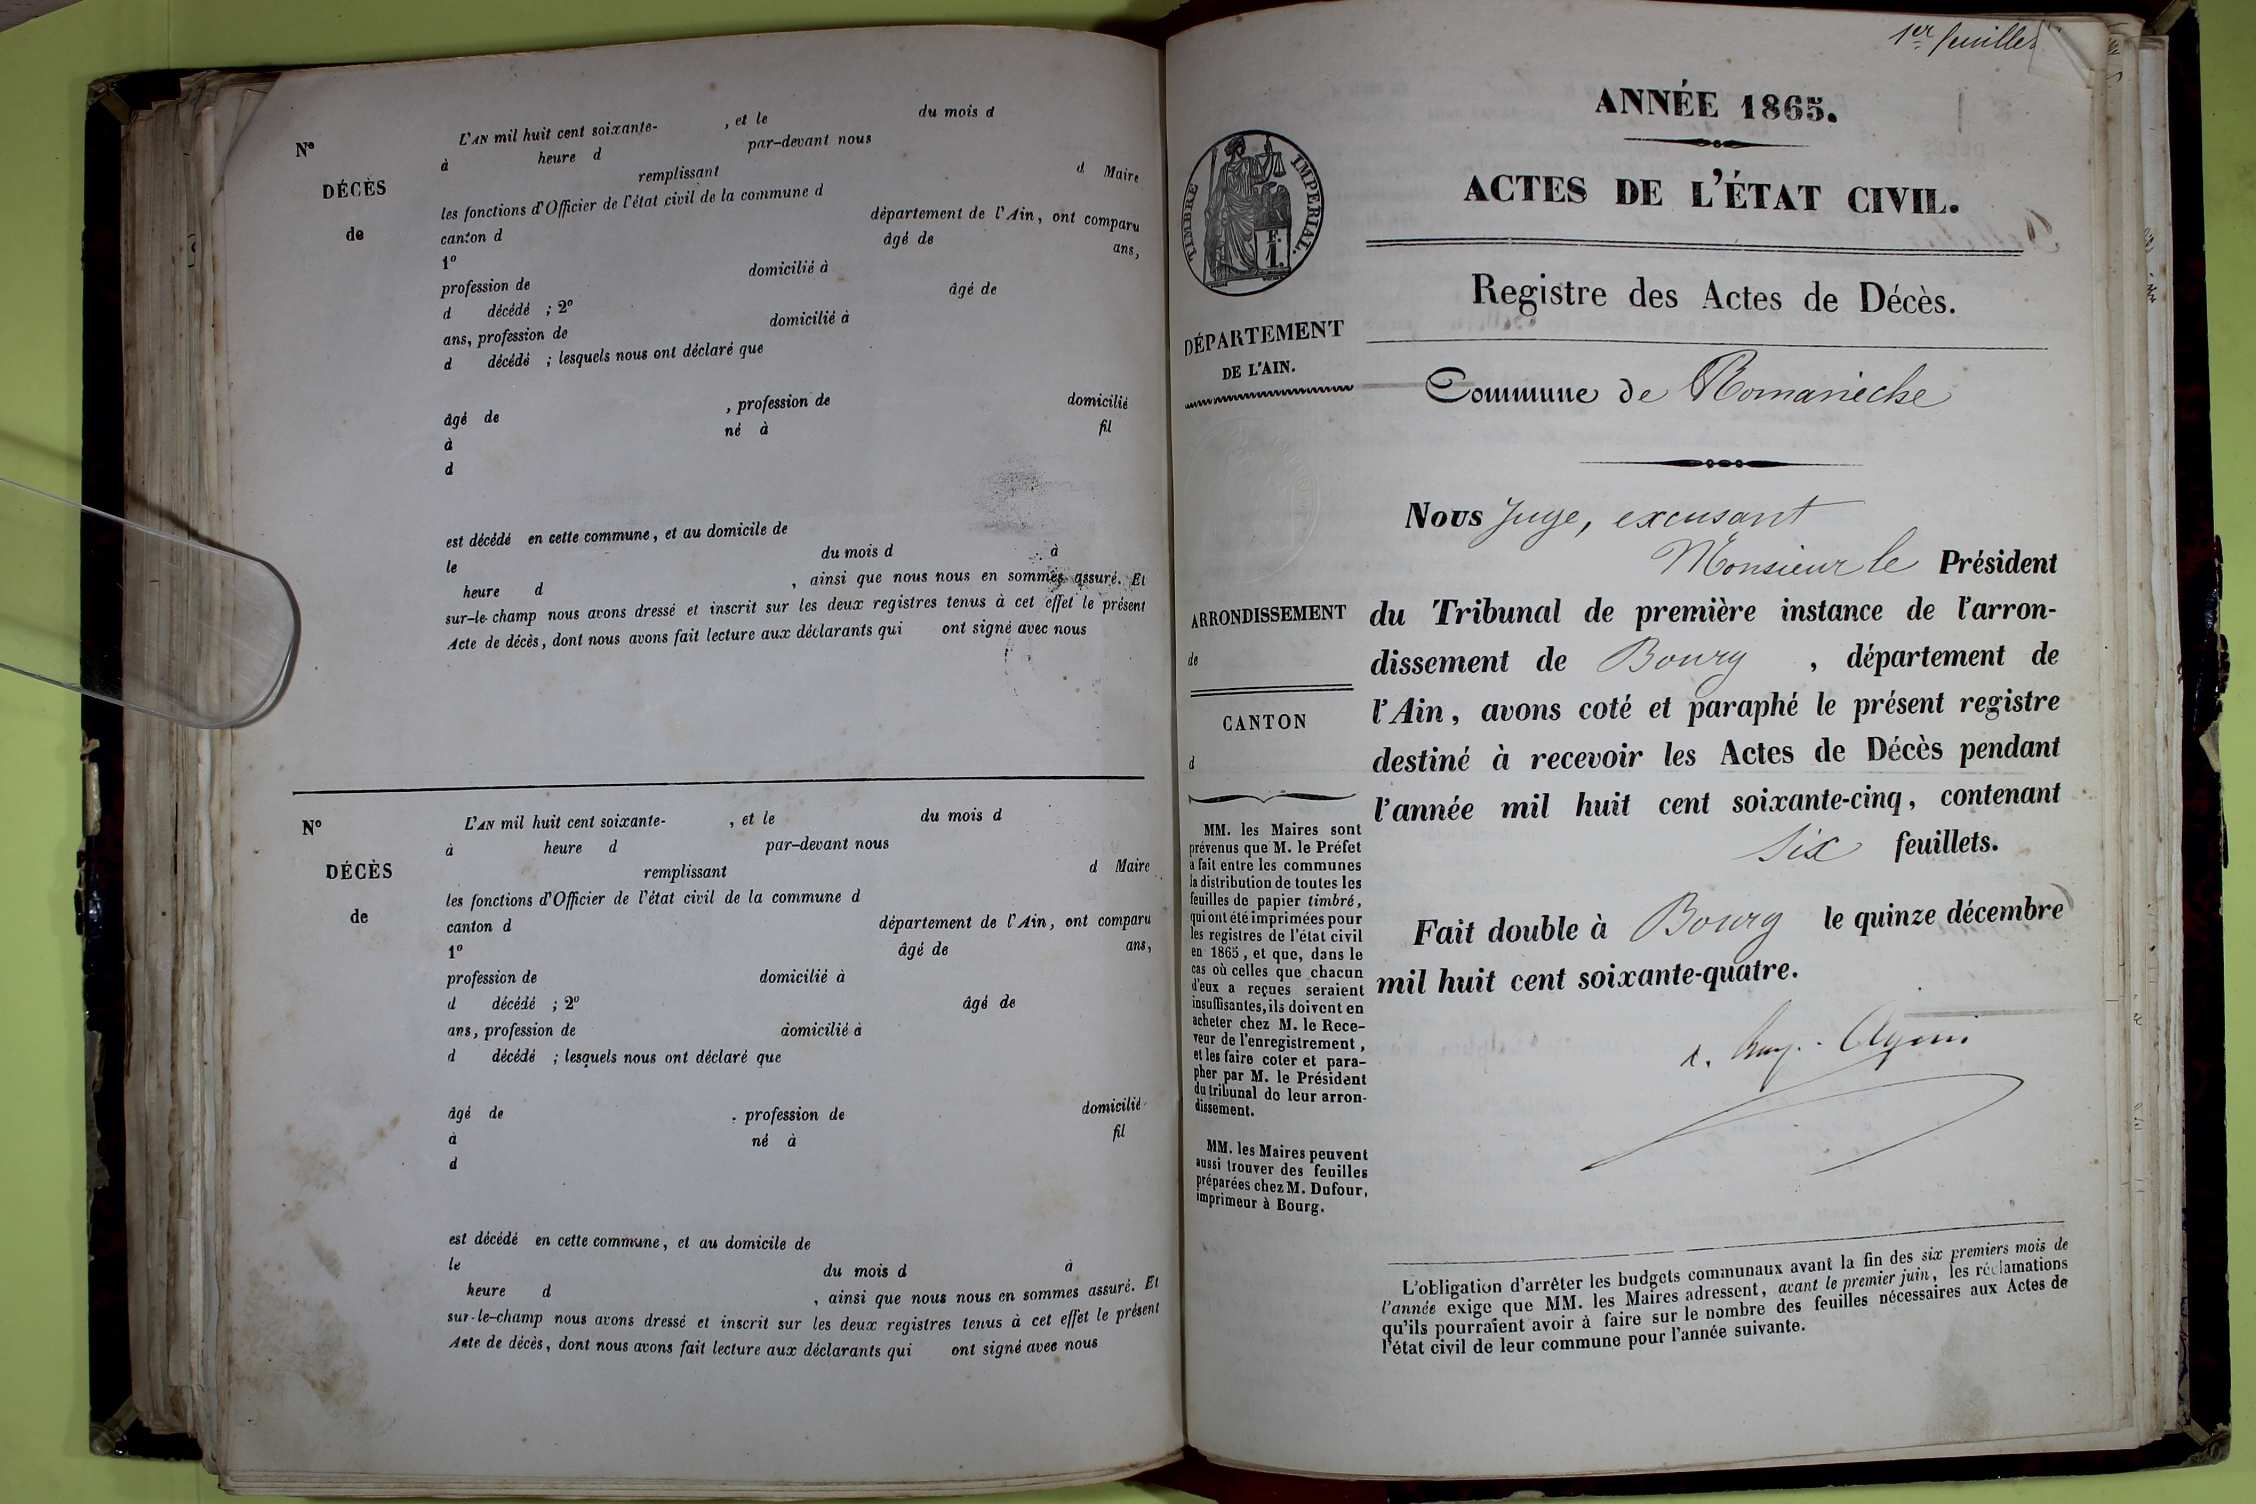 L'AN mil huit cent soixante- , et le du mois d
N° à heure d par-devant nous
DÉCÈS remplissant d Maire
les fonctions d'Officier de l'état civil de la commune d
de canton d département de l'Ain, ont comparu
1° âgé de ans,
profession de domicilié à
d décédé ; 2° âgé de
ans, profession de domicilié à
d décédé ; lesquels nous ont déclaré que
âgé de , profession de domicilié
à né à fil
d
est décédé en cette commune, et au domicile de
le du mois d à
heure d , ainsi que nous nous en sommes assuré. Et
sur-le-champ nous avons dressé et inscrit sur les deux registres tenus à cet effet le présent
Acte de décès, dont nous avons fait lecture aux déclarants qui ont signé avec nous
N° L'AN mil huit cent soixante- , et le du mois d
à heure d par-devant nous
DÉCÈS remplissant d Maire
les fonctions d'Officier de l'état civil de la commune d
de canton d département de l'Ain, ont comparu
1° âgé de ans,
profession de domicilié à
d décédé ; 2° âgé de
ans, profession de domicilié à
d décédé ; lesquels nous ont déclaré que
âgé de , profession de domicilié
à né à fil
d
est décédé en cette commune, et au domicile de
le du mois d à
heure d , ainsi que nous nous en sommes assuré. Et
sur-le-champ nous avons dressé et inscrit sur les deux registres tenus à cet effet le présent
Acte de décès, dont nous avons fait lecture aux déclarants qui ont signé avec nous
1er feuillet
ANNÉE 1865.
ACTES DE L'ÉTAT CIVIL.
Registre des Actes de Décès.
Commune de Romanèche
TIMBRE IMPERIAL.
DÉPARTEMENT
DE L'AIN.
ARRONDISSEMENT
de
CANTON
d
MM. les Maires sont
prévenus que M. le Préfet
a fait entre les communes
la distribution de toutes les
feuilles de papier timbré,
qui ont été imprimées pour
les registres de l'état civil
en 1865, et que, dans le
cas où celles que chacun
d'eux a reçues seraient
insuffisantes, ils doivent en
acheter chez M. le Rece-
veur de l'enregistrement,
et les faire coter et para-
pher par M. le Président
du tribunal de leur arron-
dissement.
MM. les Maires peuvent
aussi trouver des feuilles
préparées chez M. Dufour,
imprimeur à Bourg.
Nous Juge, excusant
Monsieur le Président
du Tribunal de première instance de l'arron-
dissement de Bourg , département de
l'Ain, avons coté et paraphé le présent registre
destiné à recevoir les Actes de Décès pendant
l'année mil huit cent soixante-cinq, contenant
six feuillets.
Fait double à Bourg le quinze décembre
mil huit cent soixante-quatre.
L'obligation d'arrêter les budgets communaux avant la fin des six premiers mois de
l'année exige que MM. les Maires adressent, avant le premier juin, les réclamations
qu'ils pourraient avoir à faire sur le nombre des feuilles nécessaires aux Actes de
l'état civil de leur commune pour l'année suivante.